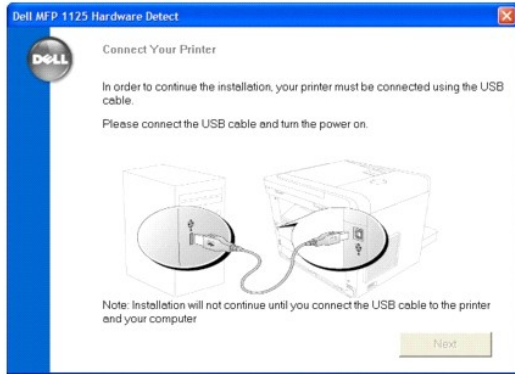 Dell MFP 1125 Hardware Detect
DELL
Connect Your Printer
In order to continue the installation, your printer must be connected using the USB
cable.
Please connect the USB cable and turn the power on.
Note: Installation will not continue until you connect the USB cable to the printer
and your computer
Next